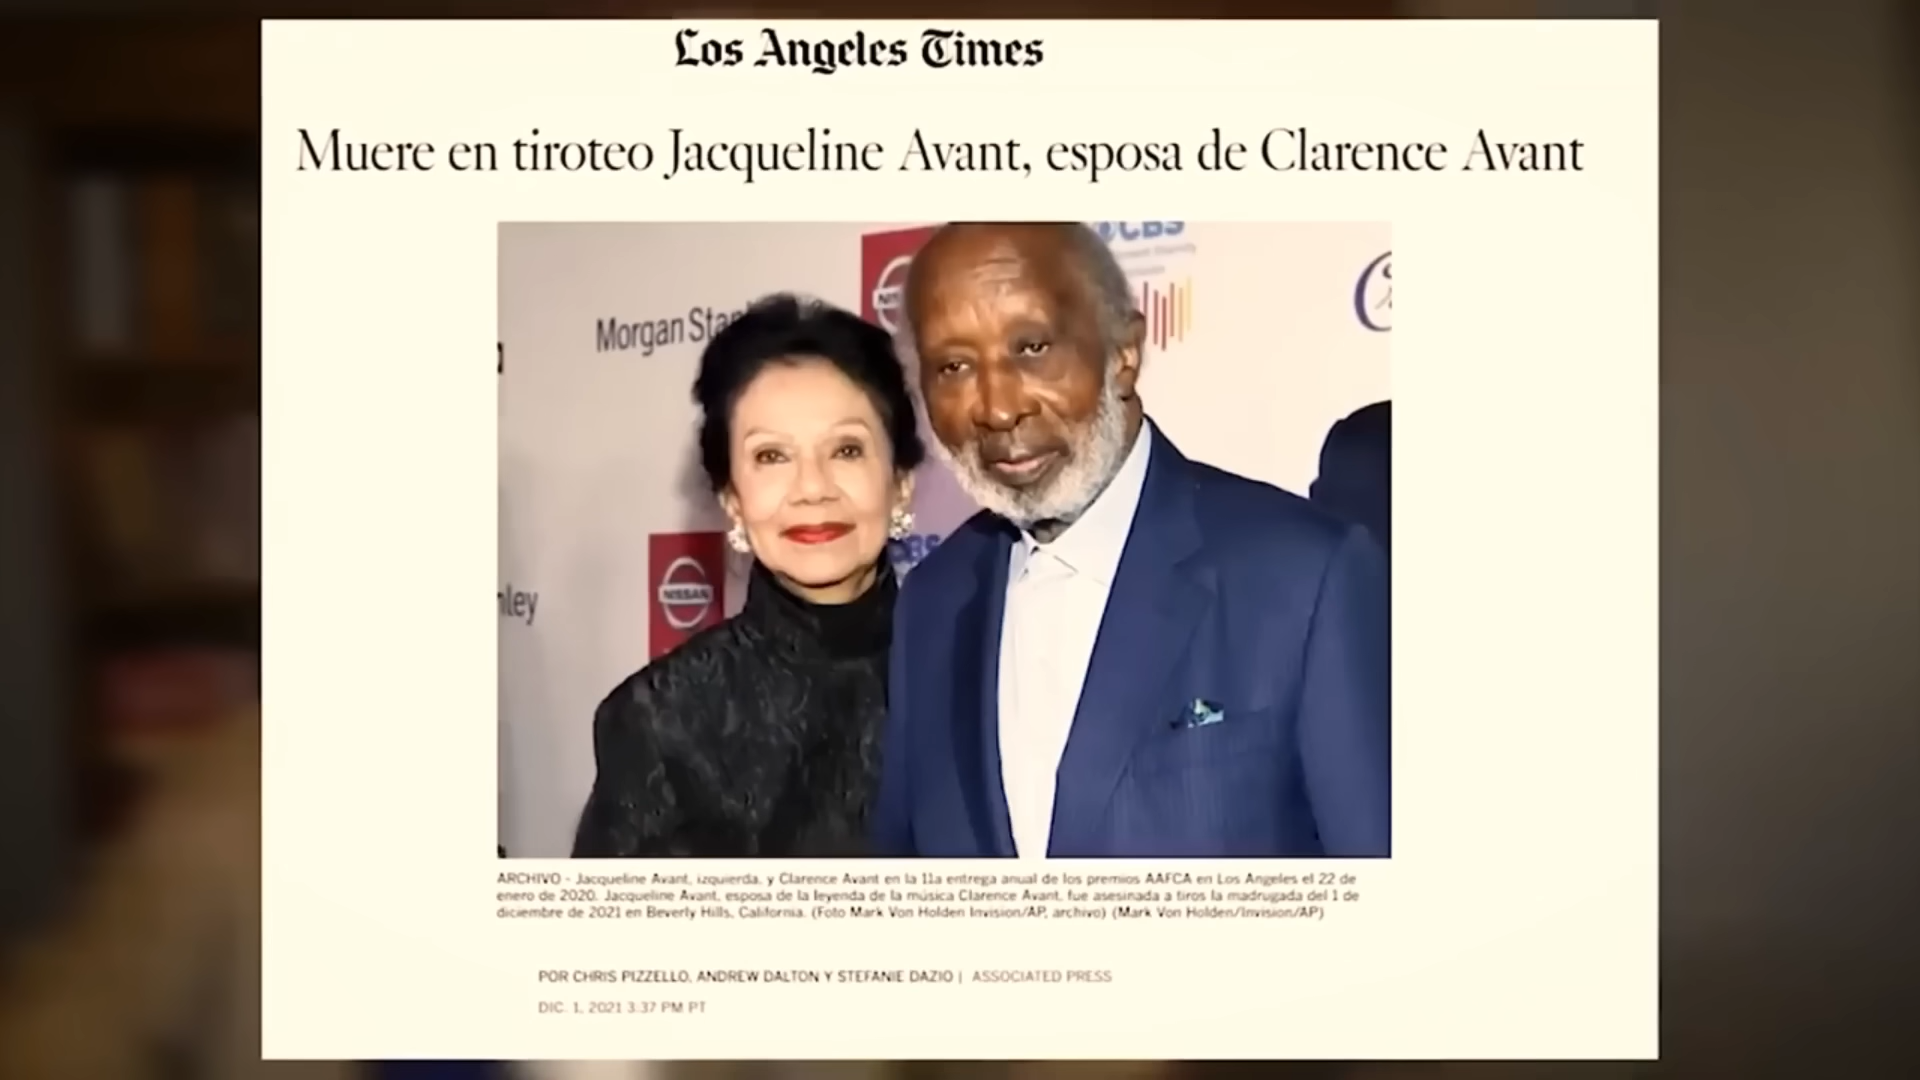 Los Angeles Times
Muere en tiroteo Jacqueline Avant, esposa de Clarence Avant
CBS
Morgan Stan
NISSAN
CBS
nley
ARCHIVO - Jacqueline Avant, izquierda, y Clarence Avant en la 11a entrega anual de los premios AAFCA en Los Angeles el 22 de
enero de 2020. Jacqueline Avant, esposa de la leyenda de la música Clarence Avant, fue asesinada a tiros la madrugada del 1 de
diciembre de 2021 en Beverly Hills, California. (Foto Mark Von Holden Invision/AP, archivo) (Mark Von Holden/Invision/AP)
POR CHRIS PIZZELLO, ANDREW DALTON Y STEFANIE DAZIO | ASSOCIATED PRESS
DIC. 1, 2021 3:37 PM PT